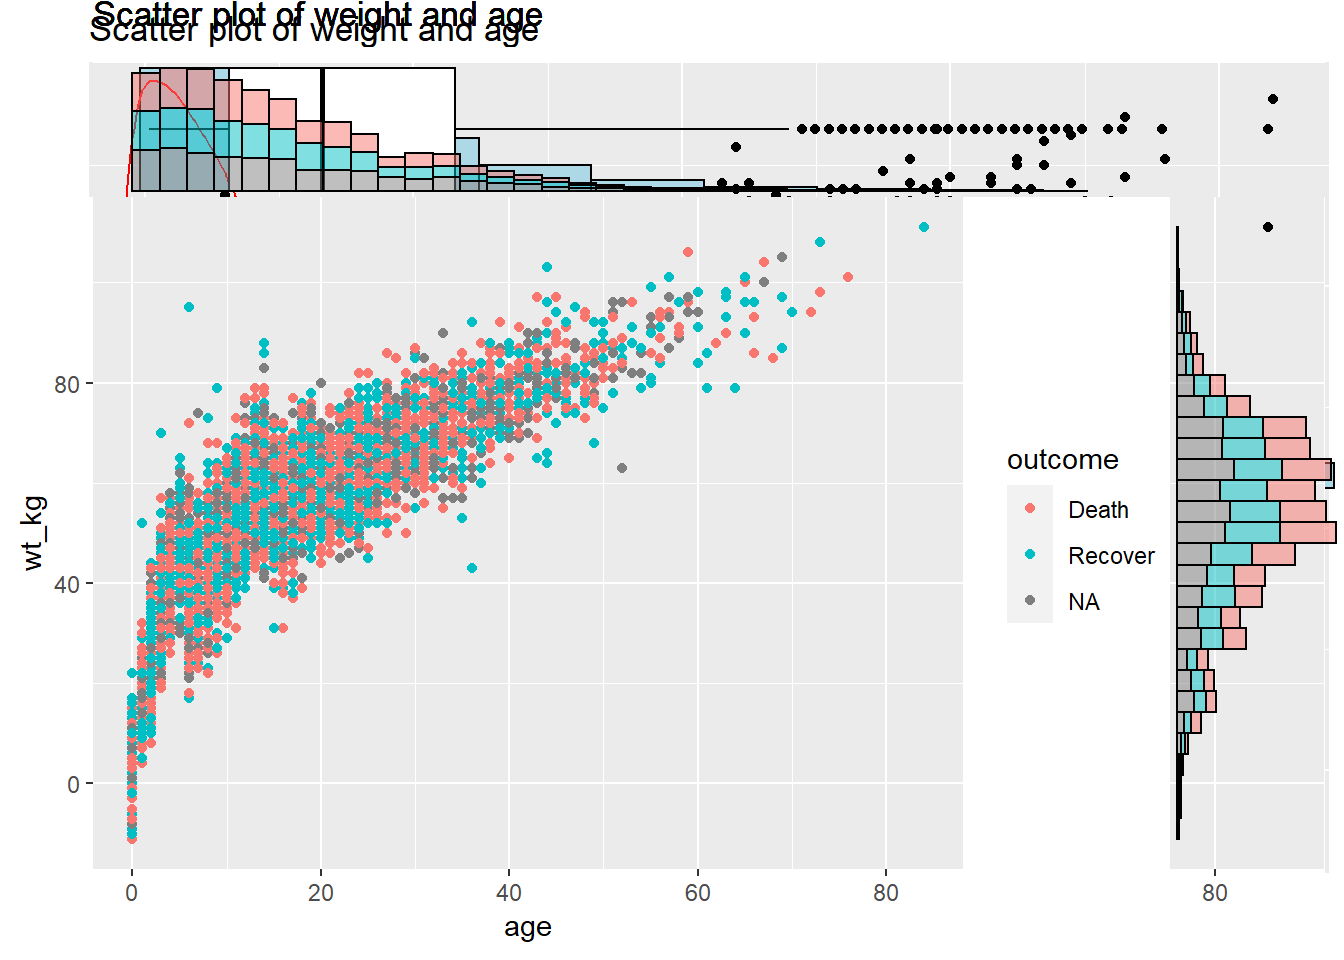 Scatter plot of weight and age
Scatter plot of weight and age
wt_kg
80
40
0
0
20
40
60
80
80
age
outcome
Death
Recover
NA